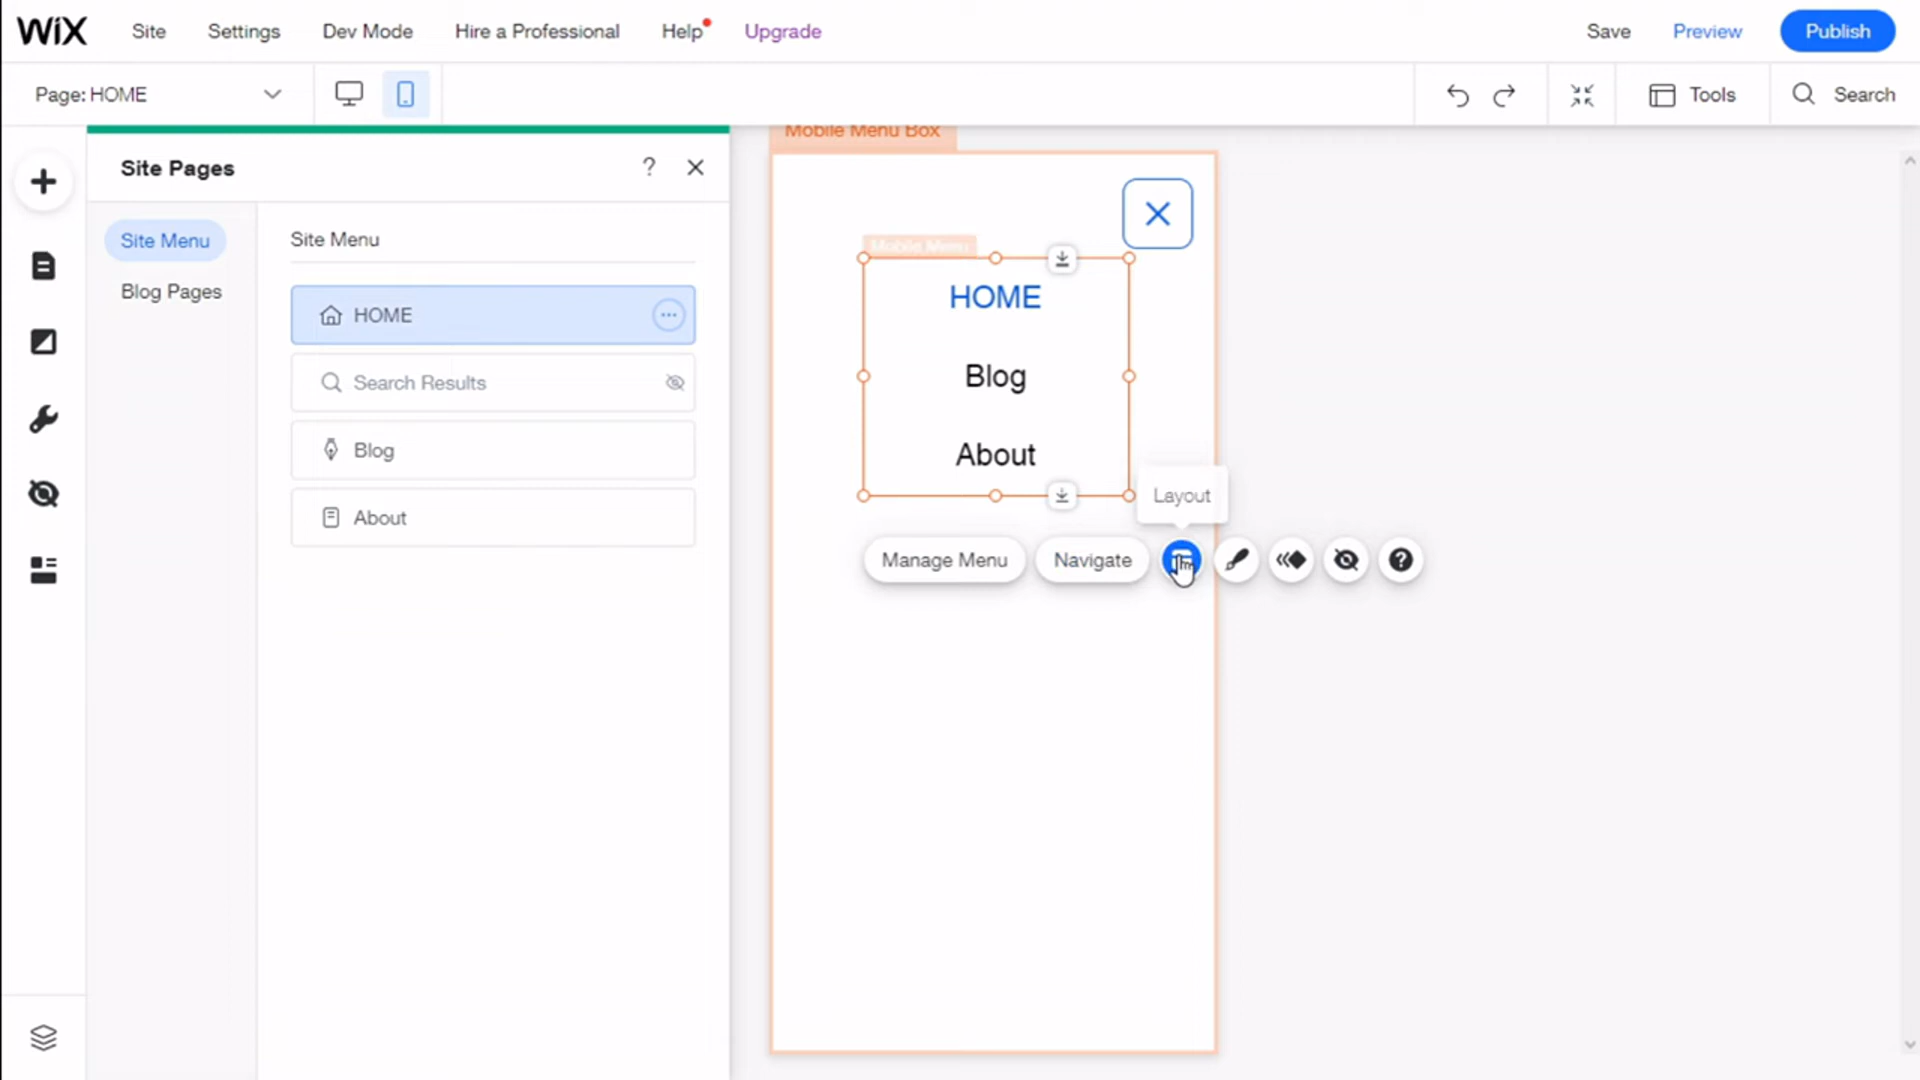 WiX Site Settings Dev Mode Hire a Professional Help Upgrade Save Preview Publish
Page: HOME Tools Search
Site Pages ?
Site Menu
Blog Pages
Site Menu
HOME
Search Results
Blog
About
Mobile Menu Box
Mobile Menu
HOME
Blog
About
Layout
Manage Menu Navigate ?